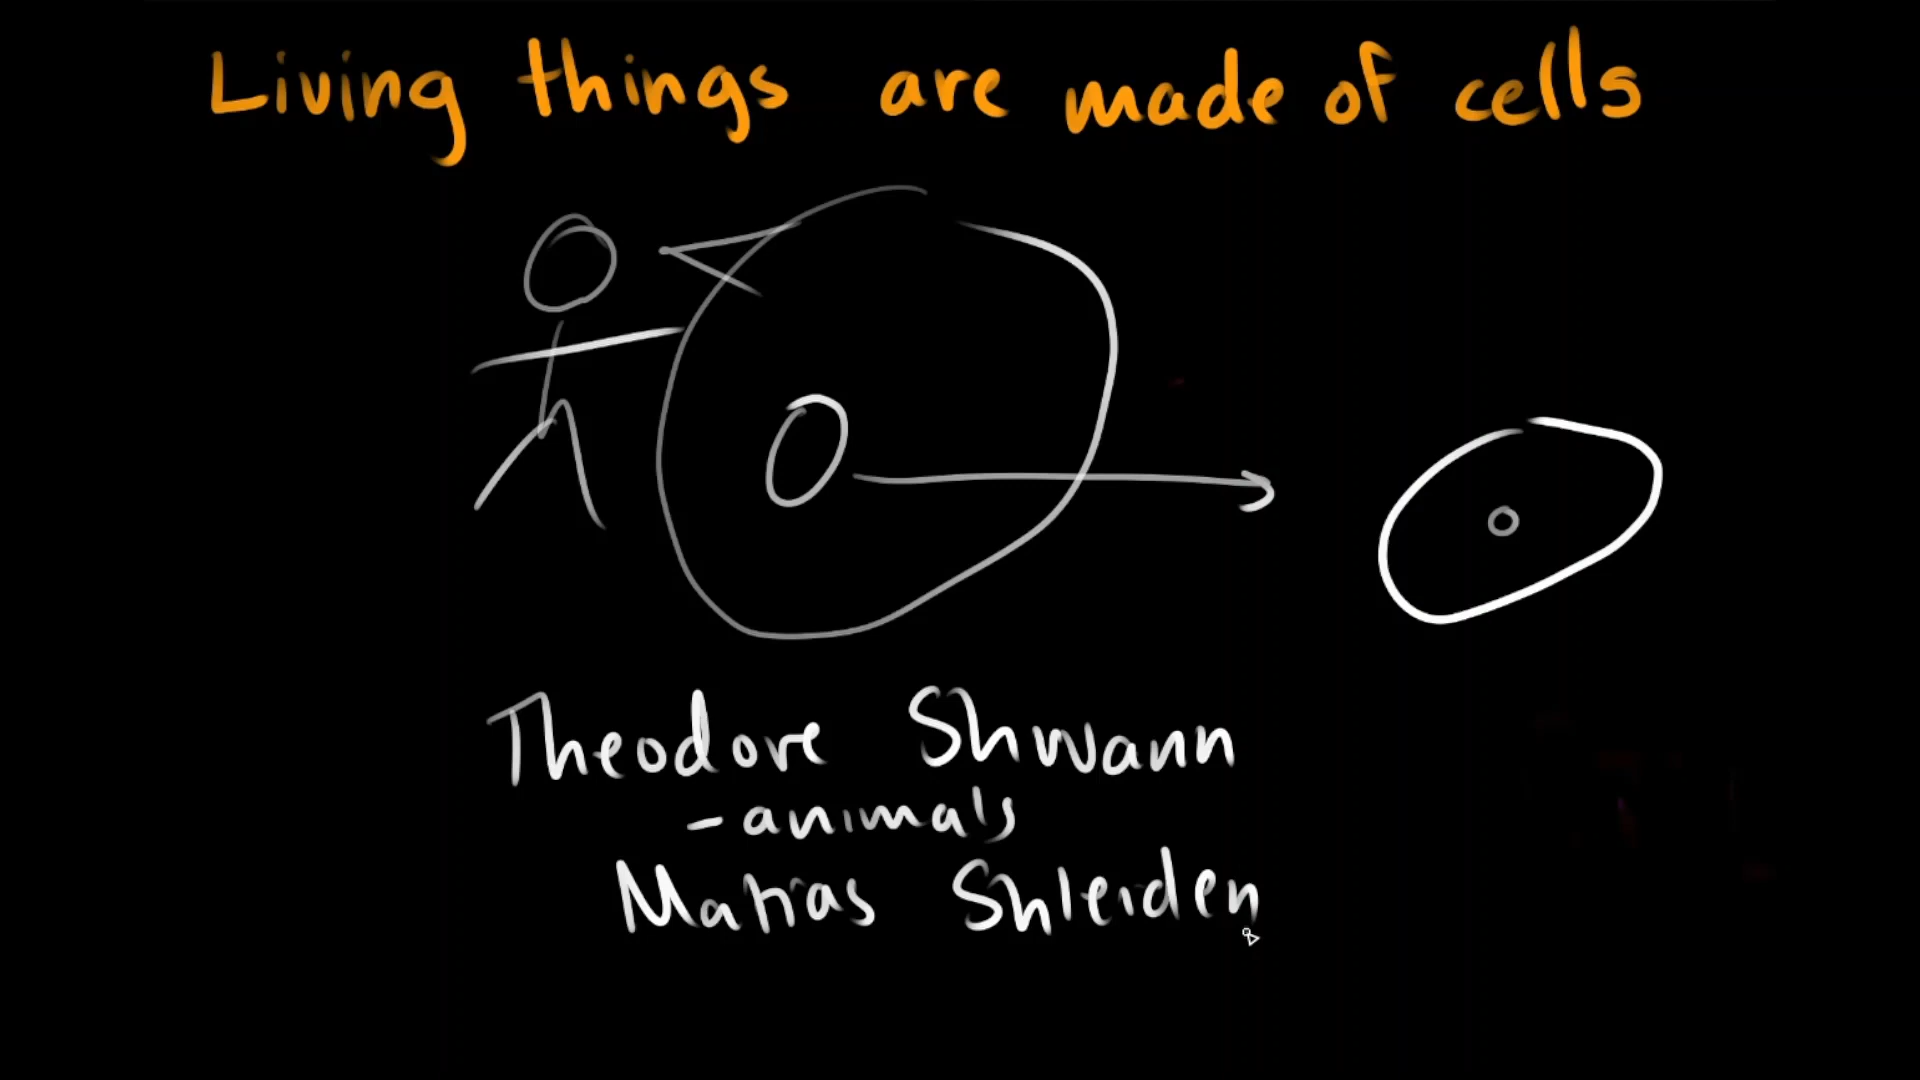 Living things are made of cells
Theodore Shwann
- animals
Matias Shleiden